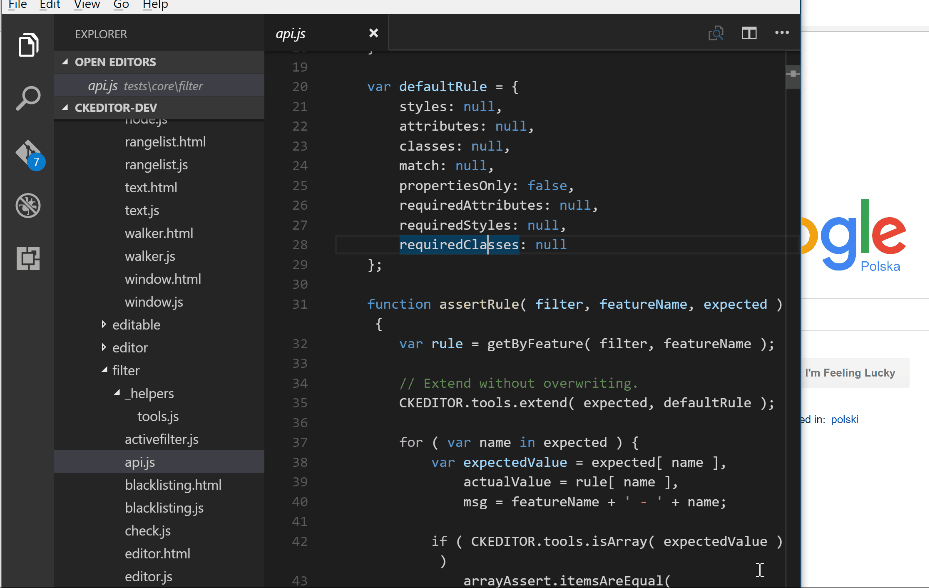 File Edit View Go Help
EXPLORER
OPEN EDITORS
api.js tests\core\filter
CKEDITOR-DEV
node.js
rangelist.html
rangelist.js
text.html
text.js
walker.html
walker.js
window.html
window.js
editable
editor
filter
_helpers
tools.js
activefilter.js
api.js
blacklisting.html
blacklisting.js
check.js
editor.html
editor.js
7
api.js
19
20 var defaultRule = {
21 styles: null,
22 attributes: null,
23 classes: null,
24 match: null,
25 propertiesOnly: false,
26 requiredAttributes: null,
27 requiredStyles: null,
28 requiredClasses: null
29 };
30
31 function assertRule( filter, featureName, expected )
{
32 var rule = getByFeature( filter, featureName );
33
34 // Extend without overwriting.
35 CKEDITOR.tools.extend( expected, defaultRule );
36
37 for ( var name in expected ) {
38 var expectedValue = expected[ name ],
39 actualValue = rule[ name ],
40 msg = featureName + ' - ' + name;
41
42 if ( CKEDITOR.tools.isArray( expectedValue )
)
43 arrayAssert.itemsAreEqual(
ogle
Polska
I'm Feeling Lucky
ed in: polski